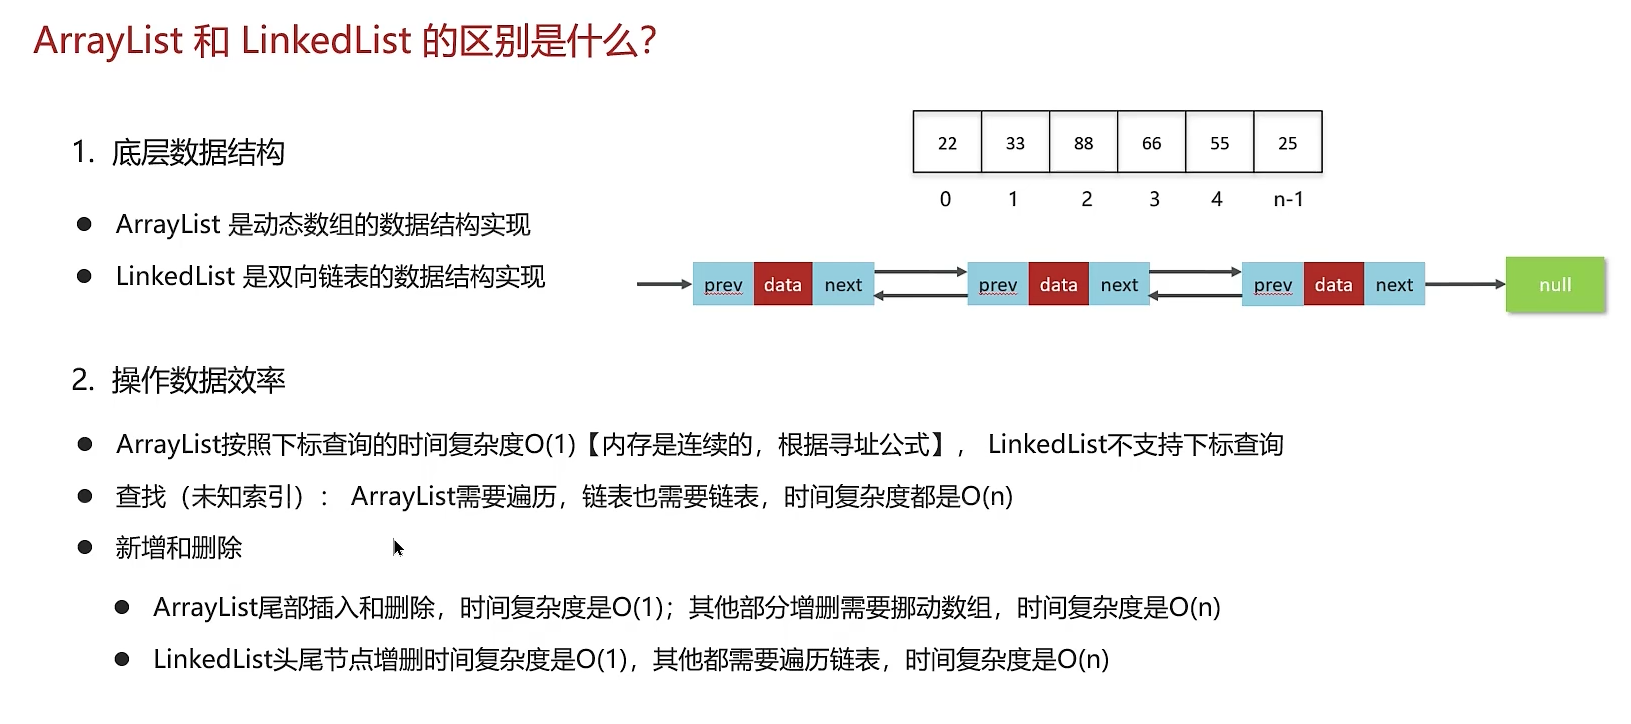 ArrayList 和 LinkedList 的区别是什么？
1. 底层数据结构
22 33 88 66 55 25
0 1 2 3 4 n-1
● ArrayList 是动态数组的数据结构实现
● LinkedList 是双向链表的数据结构实现
prev data next prev data next prev data next null
2. 操作数据效率
● ArrayList按照下标查询的时间复杂度O(1)【内存是连续的，根据寻址公式】， LinkedList不支持下标查询
● 查找（未知索引）： ArrayList需要遍历，链表也需要链表，时间复杂度都是O(n)
● 新增和删除
● ArrayList尾部插入和删除，时间复杂度是O(1)；其他部分增删需要挪动数组，时间复杂度是O(n)
● LinkedList头尾节点增删时间复杂度是O(1)，其他都需要遍历链表，时间复杂度是O(n)